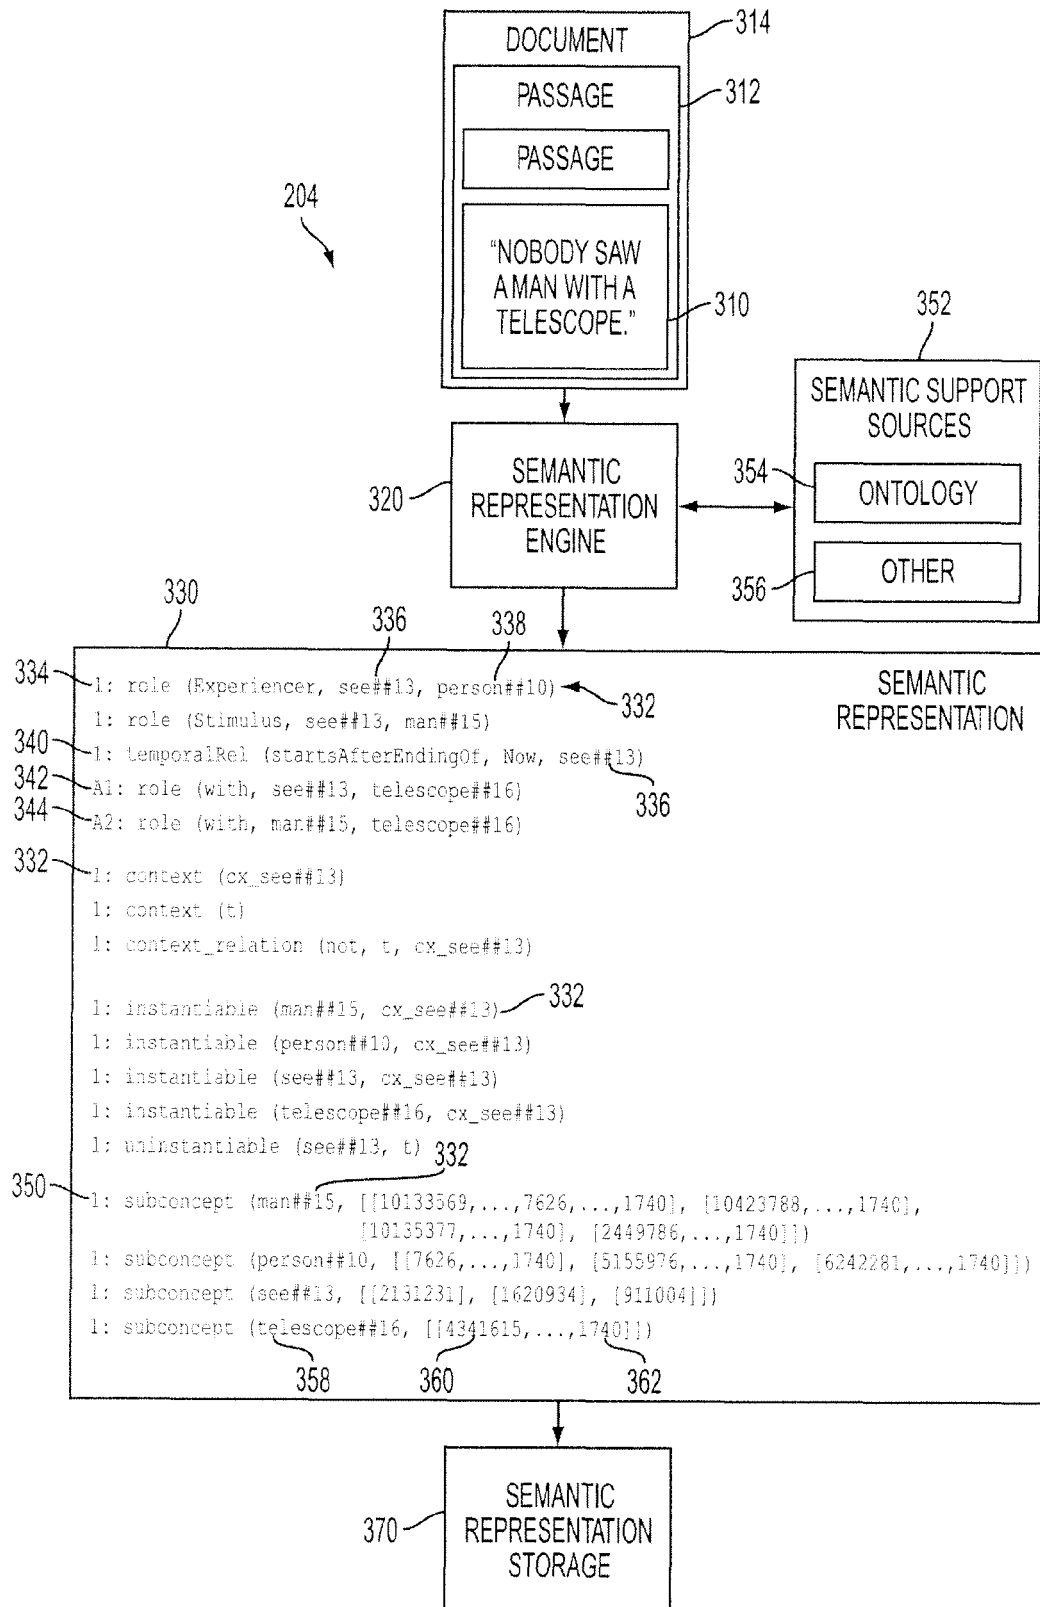 DOCUMENT
314
PASSAGE
312
PASSAGE
204
"NOBODY SAW
A MAN WITH A
TELESCOPE."
310
352
SEMANTIC SUPPORT
SOURCES
354
ONTOLOGY
320
SEMANTIC
REPRESENTATION
ENGINE
356
OTHER
330
336
338
334
1: role (Experiencer, see##13, person##10)
332
SEMANTIC
REPRESENTATION
1: role (Stimulus, see##13, man##15)
340
1: temporalRel (startsAfterEndingOf, Now, see##13)
342
A1: role (with, see##13, telescope##16)
336
344
A2: role (with, man##15, telescope##16)
332
1: context (cx_see##13)
1: context (t)
1: context_relation (not, t, cx_see##13)
1: instantiable (man##15, cx_see##13)
332
1: instantiable (person##10, cx_see##13)
1: instantiable (see##13, cx_see##13)
1: instantiable (telescope##16, cx_see##13)
1: uninstantiable (see##13, t)
332
350
1: subconcept (man##15, [[10133569,...,7626,...,1740], [10423788,...,1740],
[10135377,...,1740], [2449786,...,1740]])
1: subconcept (person##10, [[7626,...,1740], [5155976,...,1740], [6242281,...,1740]])
1: subconcept (see##13, [[2131231], [1620934], [911004]])
1: subconcept (telescope##16, [[4341615,...,1740]])
358
360
362
370
SEMANTIC
REPRESENTATION
STORAGE